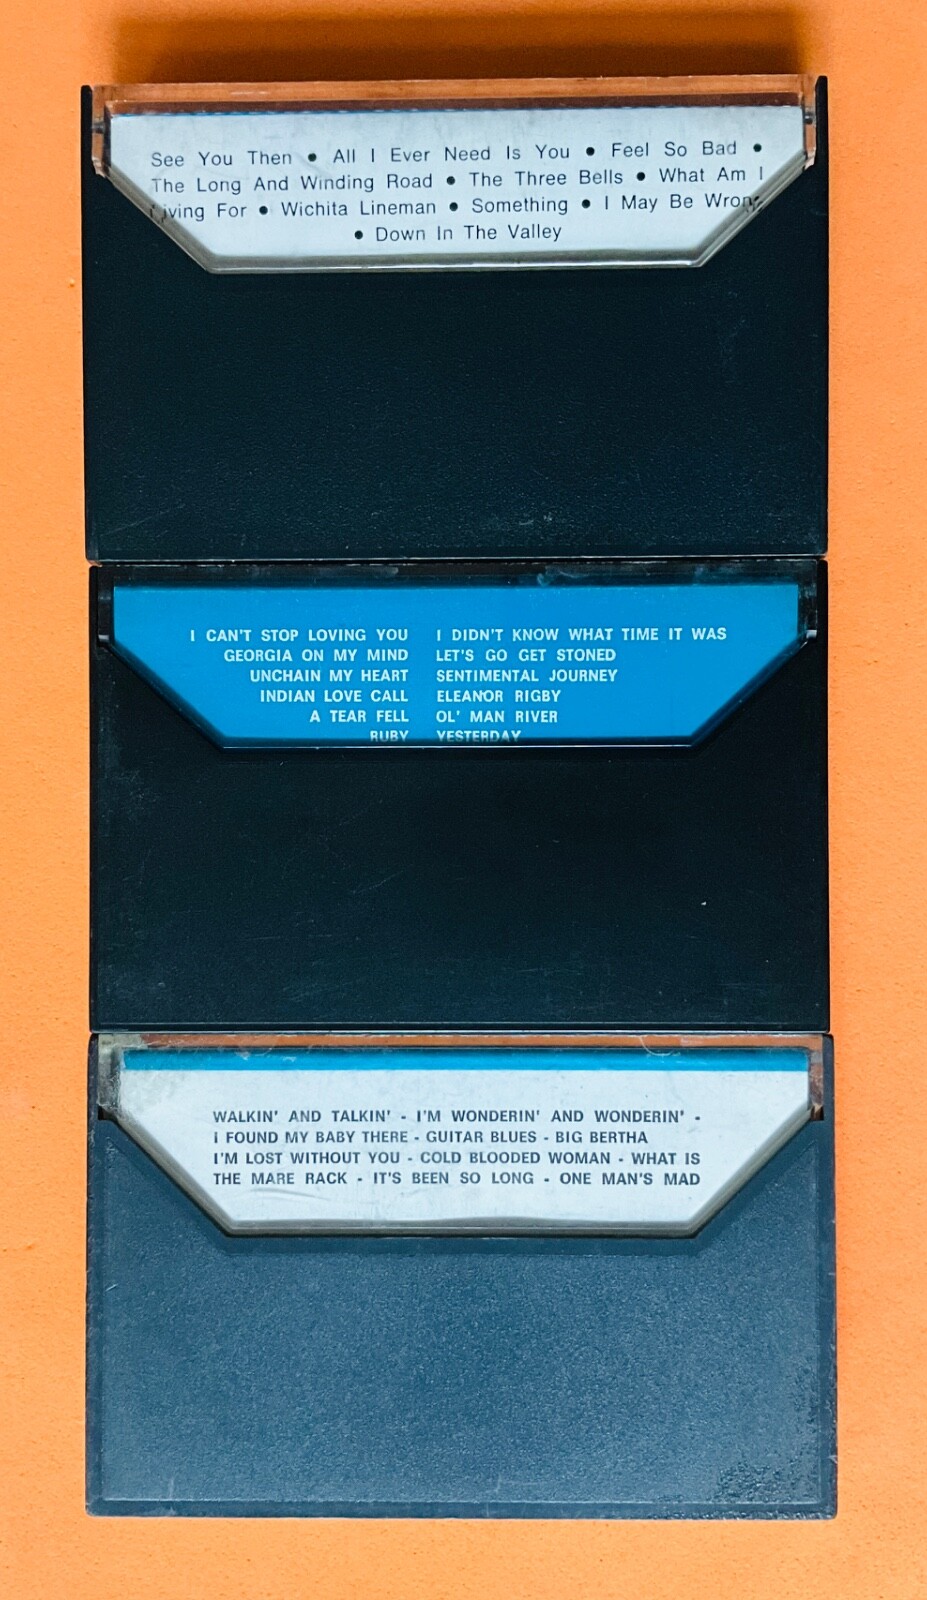 See You Then • All I Ever Need Is You • Feel So Bad •
The Long And Winding Road • The Three Bells • What Am I
Living For • Wichita Lineman • Something • I May Be Wrong
• Down In The Valley
I CAN'T STOP LOVING YOU
GEORGIA ON MY MIND
UNCHAIN MY HEART
INDIAN LOVE CALL
A TEAR FELL
RUBY
I DIDN'T KNOW WHAT TIME IT WAS
LET'S GO GET STONED
SENTIMENTAL JOURNEY
ELEANOR RIGBY
OL' MAN RIVER
YESTERDAY
WALKIN' AND TALKIN' - I'M WONDERIN' AND WONDERIN' -
I FOUND MY BABY THERE - GUITAR BLUES - BIG BERTHA
I'M LOST WITHOUT YOU - COLD BLOODED WOMAN - WHAT IS
THE MARE RACK - IT'S BEEN SO LONG - ONE MAN'S MAD